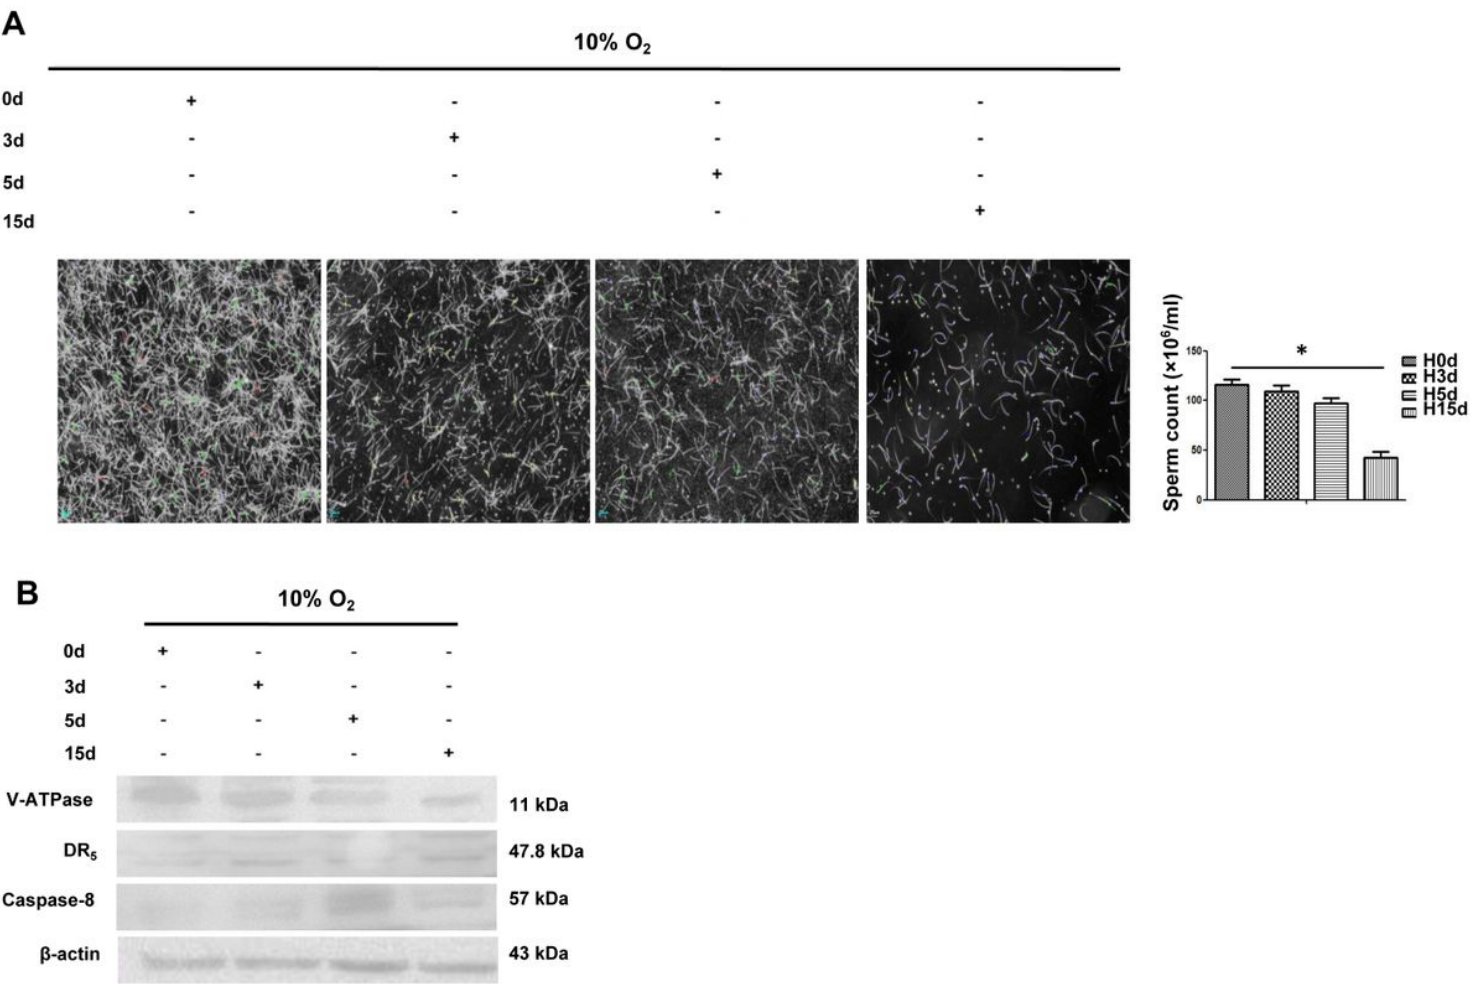 A
10% O₂
0d + - - -
3d - + - -
5d - - + -
15d - - - +
Sperm count (×10⁶/ml)
150
100
50
0
*
H0d
H3d
H5d
H15d
B
10% O₂
0d + - - -
3d - + - -
5d - - + -
15d - - - +
V-ATPase 11 kDa
DR₅ 47.8 kDa
Caspase-8 57 kDa
β-actin 43 kDa